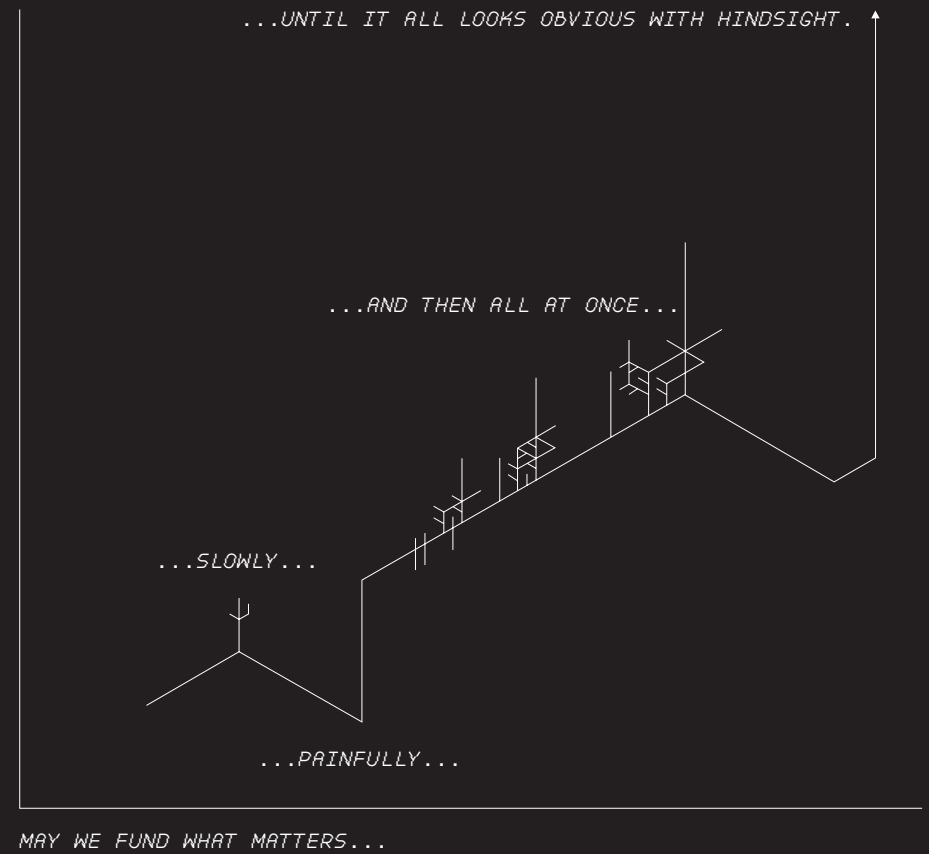 ...UNTIL IT ALL LOOKS OBVIOUS WITH HINDSIGHT.
...AND THEN ALL AT ONCE...
...SLOWLY...
...PAINFULLY...
MAY WE FUND WHAT MATTERS...